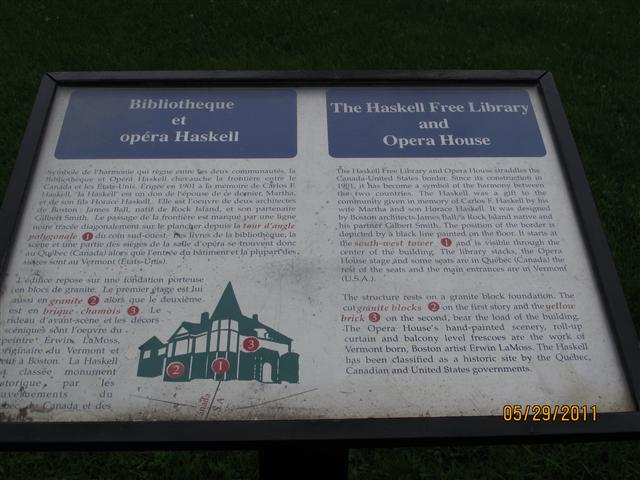 Bibliotheque
et
opéra Haskell
Symbole de l'harmonie qui règne entre les deux communautés, la
Bibliothèque et Opéra Haskell chevauche la frontière entre le
Canada et les États-Unis. Érigée en 1901 à la mémoire de Carlos F.
Haskell, "la Haskell" est un don de l'épouse de ce dernier, Martha,
et de son fils Horace Haskell. Elle est l'oeuvre de deux architectes
de Boston: James Ball, natif de Rock Island, et son partenaire
Gilbert Smith. Le passage de la frontière est marqué par une ligne
noire tracée diagonalement sur le plancher depuis la tour d'angle
polygonale 1 du coin sud-ouest. Les livres de la bibliothèque, la
scène et une partie des sièges de la salle d'opéra se trouvent donc
au Québec (Canada) alors que l'entrée du bâtiment et la plupart des
sièges sont au Vermont (États-Unis).
L'édifice repose sur une fondation porteuse
en blocs de granite. Le premier étage est lui
aussi en granite 2 alors que le deuxième
est en brique chamois 3. Le
rideau d'avant-scène et les décors
scéniques sont l'oeuvre du
peintre Erwin LaMoss,
originaire du Vermont et
à Boston. La Haskell
classée monument
historique par les
gouvernements du
Québec, du Canada et des
2 1 3
Canada
U.S.A
The Haskell Free Library
and
Opera House
The Haskell Free Library and Opera House straddles the
Canada-United States border. Since its construction in
1901, it has become a symbol of the harmony between
the two countries. The Haskell was a gift to the
community given in memory of Carlos F. Haskell by his
wife Martha and son Horace Haskell. It was designed
by Boston architects James Ball/a Rock Island native and
his partner Gilbert Smith. The position of the border is
depicted by a black line painted on the floor. It starts at
the south-west tower 1 and is visible through the
center of the building. The library stacks, the Opera
House stage and some seats are in Québec (Canada) the
rest of the seats and the main entrances are in Vermont
(U.S.A.).
The structure rests on a granite block foundation. The
cut granite blocks 2 on the first story and the yellow
brick 3 on the second, bear the load of the building.
The Opera House's hand-painted scenery, roll-up
curtain and balcony level frescoes are the work of
Vermont born, Boston artist Erwin LaMoss. The Haskell
has been classified as a historic site by the Québec,
Canadian and United States governments.
05/29/2011